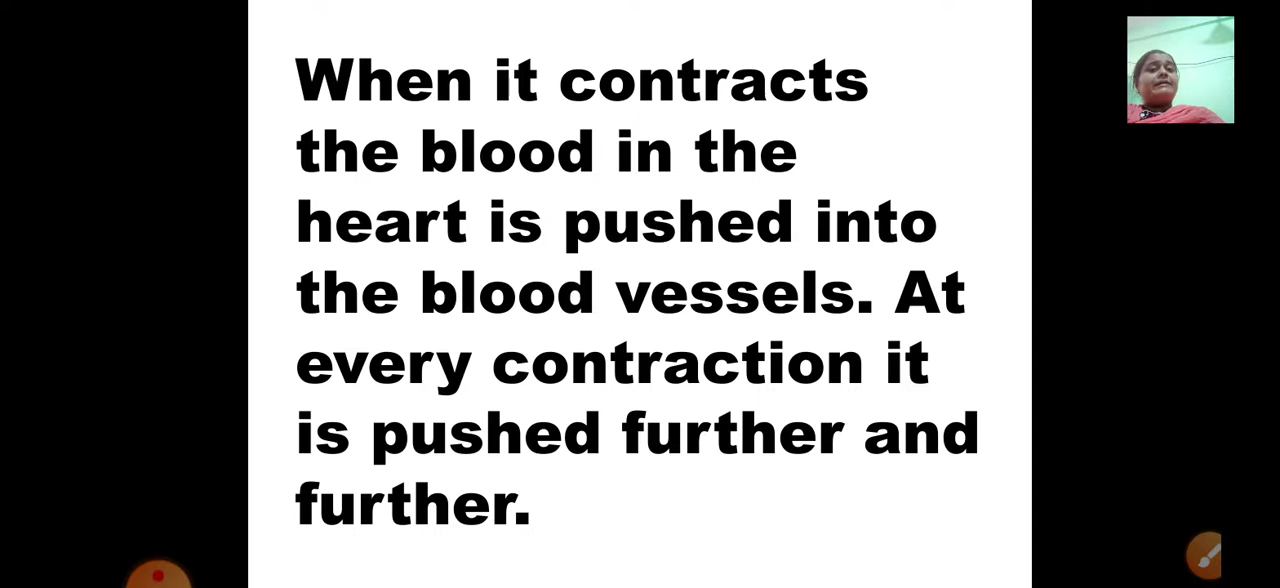 When it contracts
the blood in the
heart is pushed into
the blood vessels. At
every contraction it
is pushed further and
further.